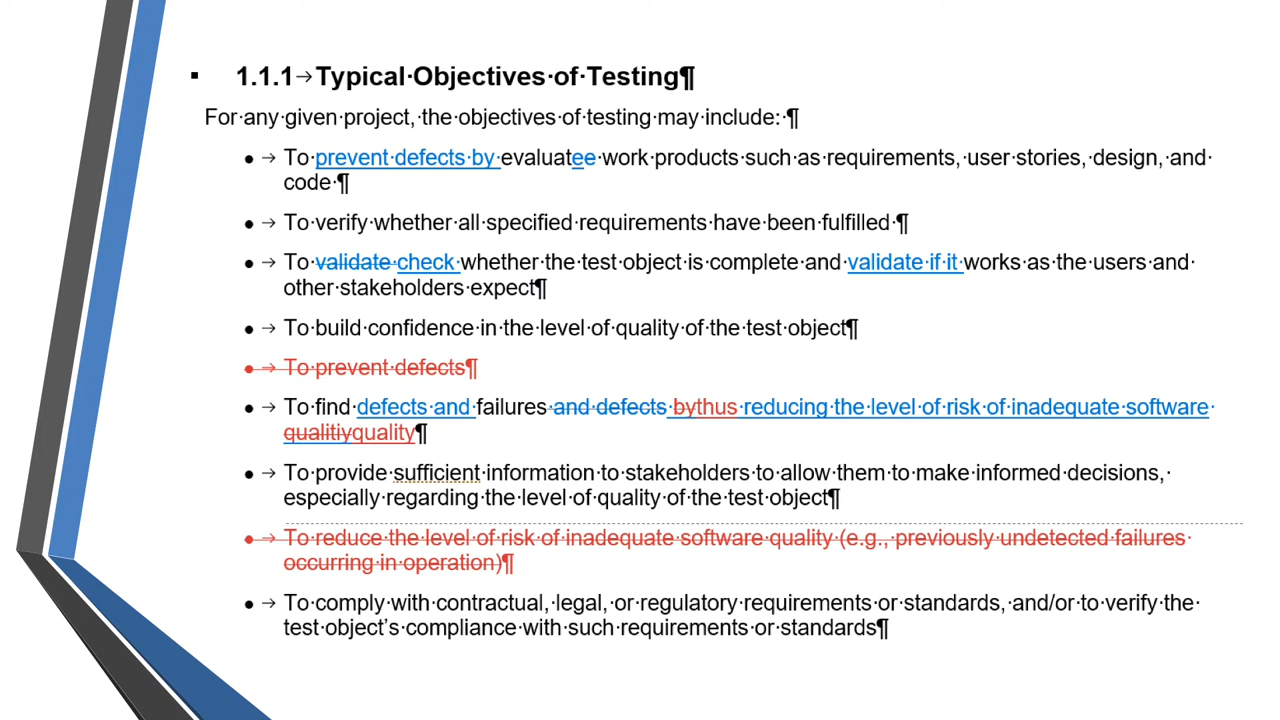 ▪ 1.1.1→Typical·Objectives·of·Testing¶
For·any·given·project,·the·objectives·of·testing·may·include:·¶
●→To·prevent·defects·by·evaluatee·work·products·such·as·requirements,·user·stories,·design,·and·
code·¶
●→To·verify·whether·all·specified·requirements·have·been·fulfilled·¶
●→To·validate·check·whether·the·test·object·is·complete·and·validate·if·it·works·as·the·users·and·
other·stakeholders·expect¶
●→To·build·confidence·in·the·level·of·quality·of·the·test·object¶
●→To·prevent·defects¶
●→To·find·defects·and·failures·and·defects·bythus·reducing·the·level·of·risk·of·inadequate·software·
qualitiyquality¶
●→To·provide·sufficient·information·to·stakeholders·to·allow·them·to·make·informed·decisions,·
especially·regarding·the·level·of·quality·of·the·test·object¶
●→To·reduce·the·level·of·risk·of·inadequate·software·quality·(e.g.,·previously·undetected·failures·
occurring·in·operation)¶
●→To·comply·with·contractual,·legal,·or·regulatory·requirements·or·standards,·and/or·to·verify·the·
test·object's·compliance·with·such·requirements·or·standards¶